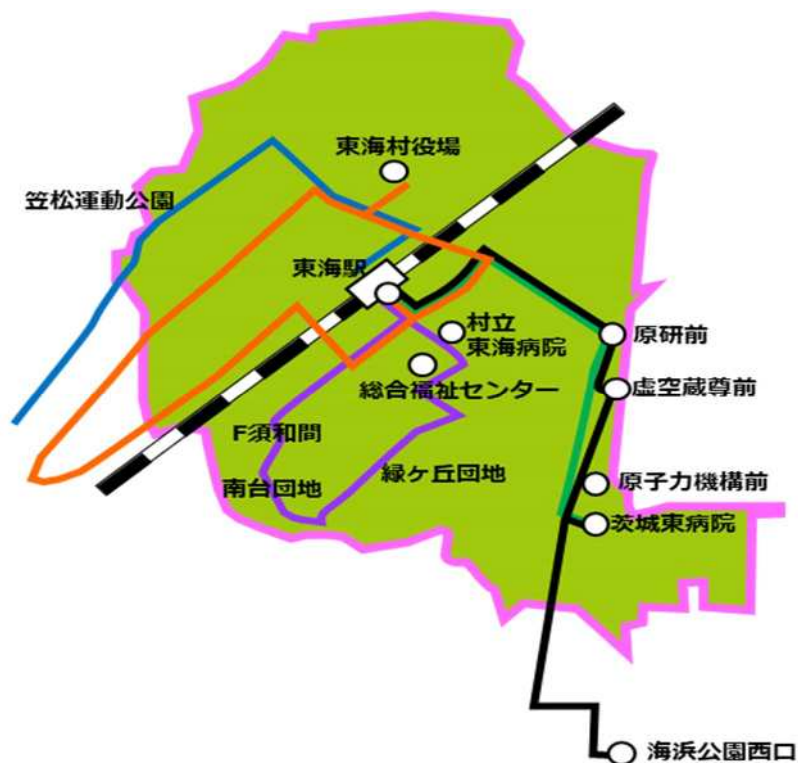 東海村役場
笠松運動公園
東海駅
村立
東海病院
原研前
総合福祉センター
虚空蔵尊前
F須和間
緑ヶ丘団地
南台団地
原子力機構前
茨城東病院
海浜公園西口